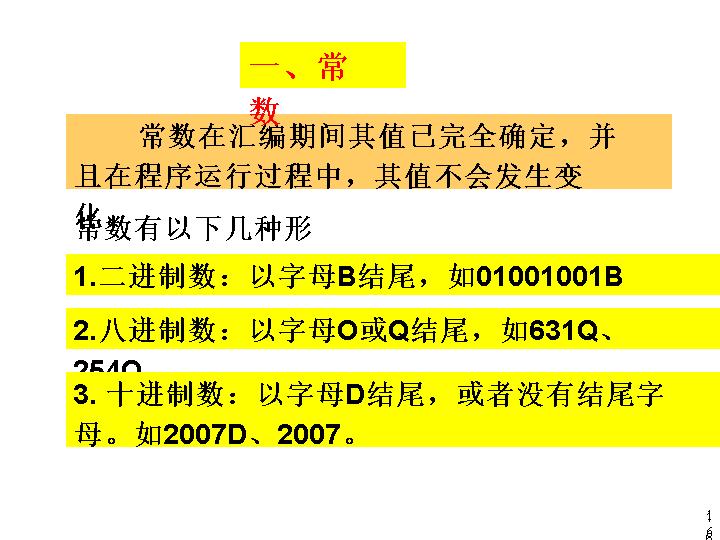 一、常
数
常数在汇编期间其值已完全确定，并
且在程序运行过程中，其值不会发生变
化
常数有以下几种形
1.二进制数：以字母B结尾，如01001001B
2.八进制数：以字母O或Q结尾，如631Q、
3. 十进制数：以字母D结尾，或者没有结尾字
母。如2007D、2007。